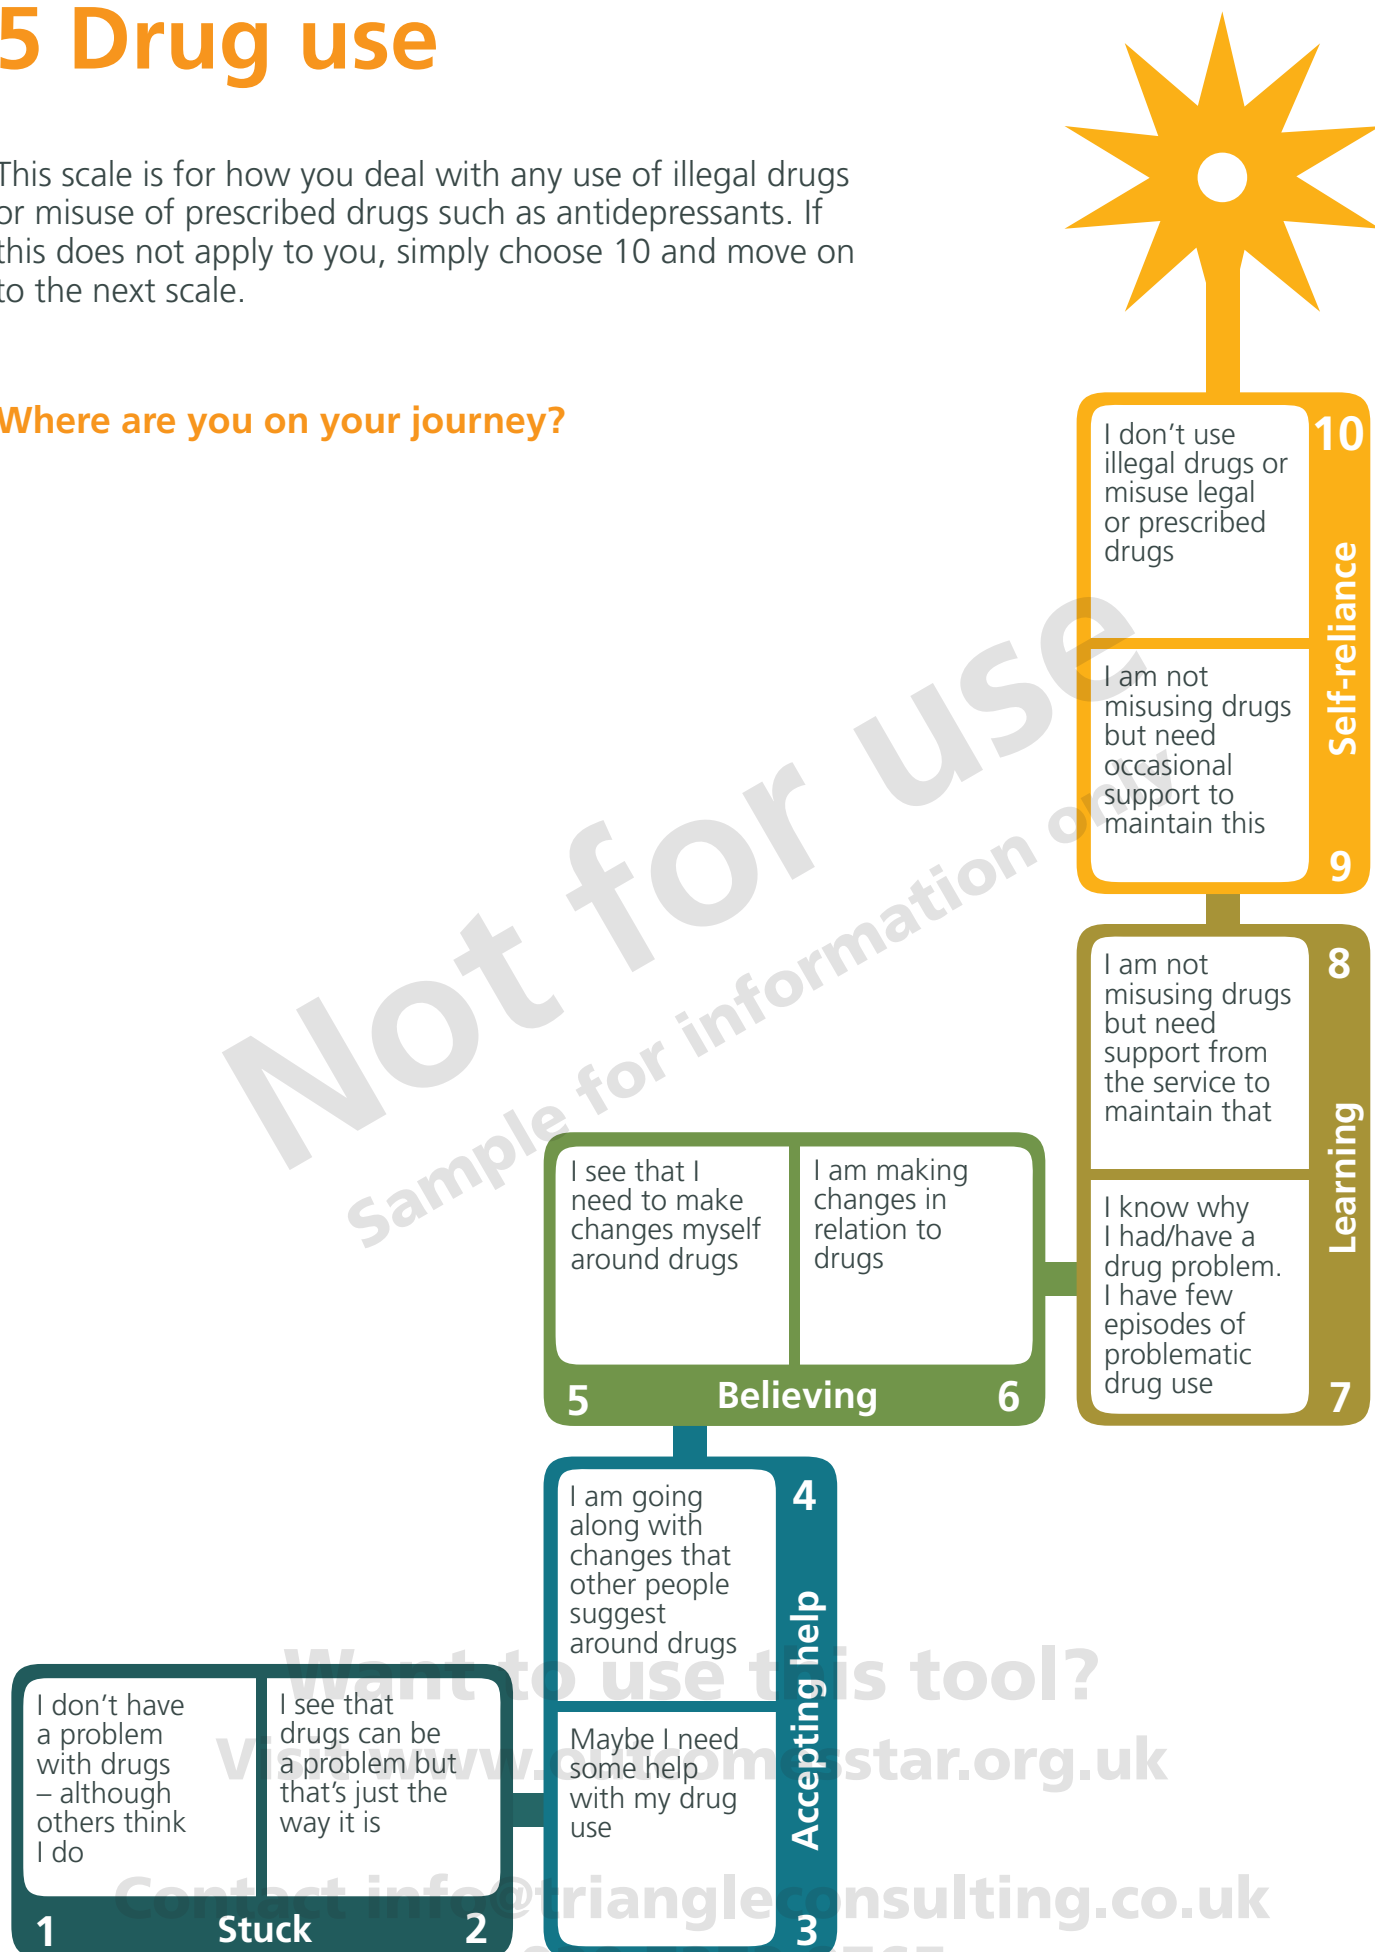 5 Drug use
This scale is for how you deal with any use of illegal drugs
or misuse of prescribed drugs such as antidepressants. If
this does not apply to you, simply choose 10 and move on
to the next scale.
Where are you on your journey?
10
I don’t use
illegal drugs or
misuse legal
or prescribed
drugs
Self-reliance
I am not
misusing drugs
but need
occasional
support to
maintain this
9
8
I am not
misusing drugs
but need
support from
the service to
maintain that
Learning
I know why
I had/have a
drug problem.
I have few
episodes of
problematic
drug use
7
I see that I
need to make
changes myself
around drugs
I am making
changes in
relation to
drugs
5
Believing
6
4
I am going
along with
changes that
other people
suggest
around drugs
Accepting help
Maybe I need
some help
with my drug
use
3
I don’t have
a problem
with drugs
– although
others think
I do
I see that
drugs can be
a problem but
that’s just the
way it is
1
Stuck
2
Not for use
Sample for information only
Want to use this tool?
Visit www.outcomesstar.org.uk
Contact info@triangleconsulting.co.uk